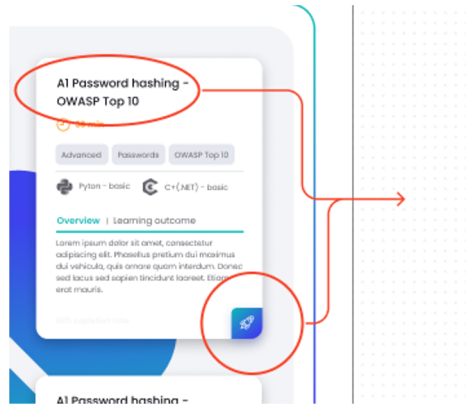 A1 Password hashing -
OWASP Top 10
min
Advanced
Passwords
OWASP Top 10
Pyton - basic
C+(.NET) - basic
Overview | Learning outcome
Lorem ipsum dolor sit amet, consectetur
adipiscing elit. Phasellus pretium dui maximus
dui vehicula, quis ornare quam interdum. Donec
sed lacus sed sapien tincidunt laoreet. Etiam
erat mauris.
A1 Password hashing -